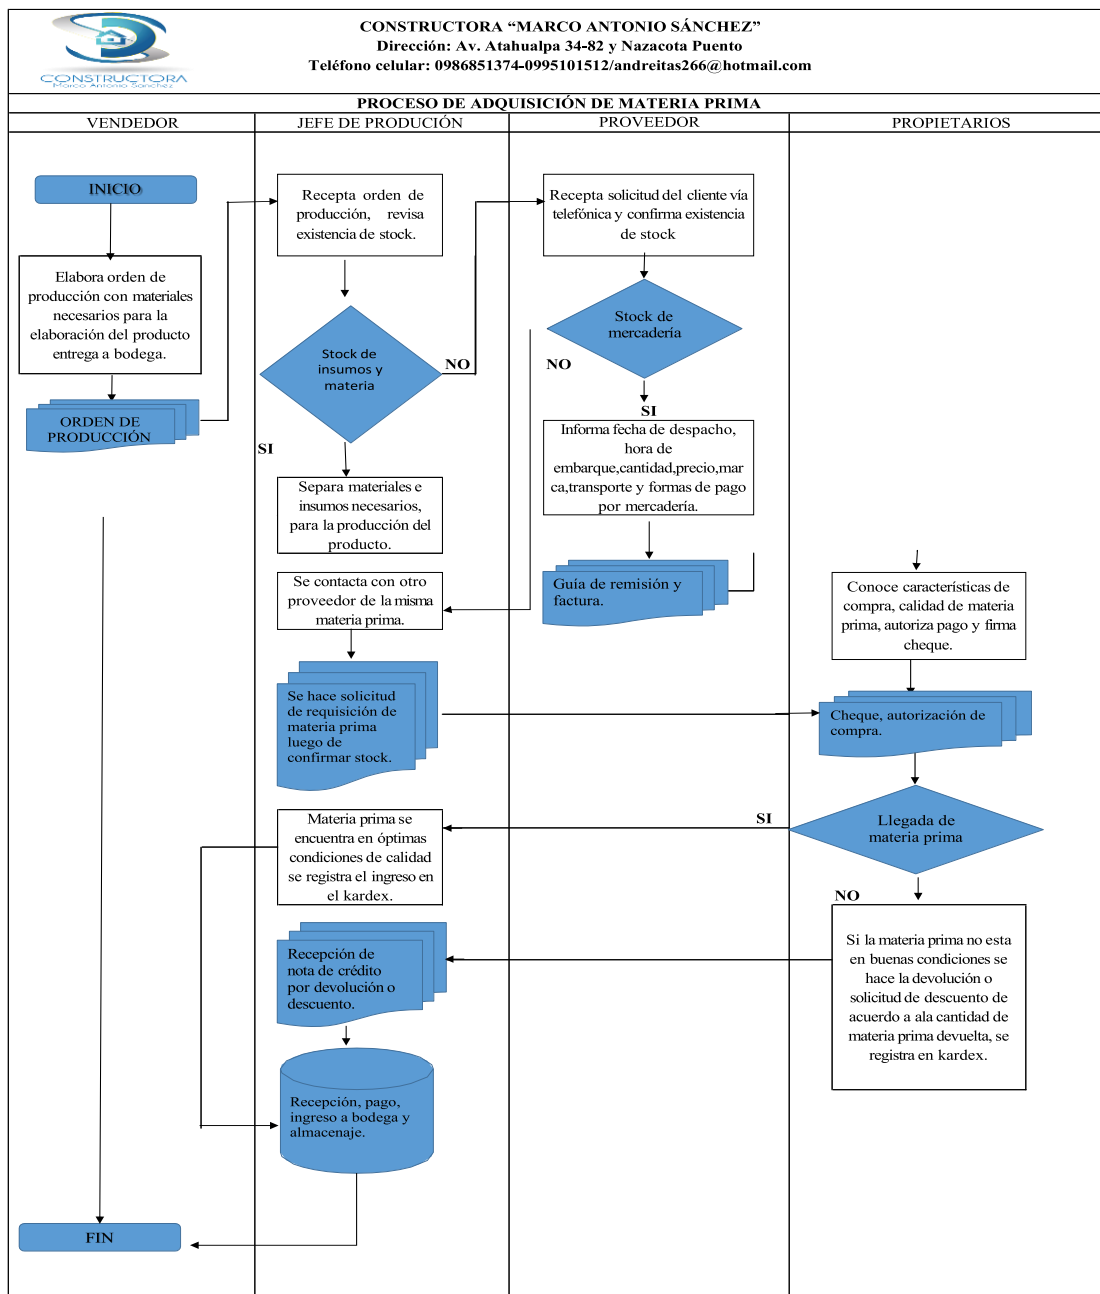 CONSTRUCTORA “MARCO ANTONIO SÁNCHEZ”
Dirección: Av. Atahualpa 34-82 y Nazacota Puento
Teléfono celular: 0986851374-0995101512/andreitas266@hotmail.com
CONSTRUCTORA
Marco Antonio Sanchez
PROCESO DE ADQUISICIÓN DE MATERIA PRIMA
VENDEDOR
JEFE DE PRODUCIÓN
PROVEEDOR
PROPIETARIOS
INICIO
Elabora orden de
producción con materiales
necesarios para la
elaboración del producto
entrega a bodega.
ORDEN DE
PRODUCCIÓN
FIN
Recepta orden de
producción, revisa
existencia de stock.
Stock de
insumos y
materia
NO
SI
Separa materiales e
insumos necesarios,
para la producción del
producto.
Se contacta con otro
proveedor de la misma
materia prima.
Se hace solicitud
de requisición de
materia prima
luego de
confirmar stock.
Materia prima se
encuentra en óptimas
condiciones de calidad
se registra el ingreso en
el kardex.
Recepción de
nota de crédito
por devolución o
descuento.
Recepción, pago,
ingreso a bodega y
almacenaje.
Recepta solicitud del cliente vía
telefónica y confirma existencia
de stock
Stock de
mercadería
NO
SI
Informa fecha de despacho,
hora de
embarque,cantidad,precio,mar
ca,transporte y formas de pago
por mercadería.
Guía de remisión y
factura.
Conoce características de
compra, calidad de materia
prima, autoriza pago y firma
cheque.
Cheque, autorización de
compra.
SI
Llegada de
materia prima
NO
Si la materia prima no esta
en buenas condiciones se
hace la devolución o
solicitud de descuento de
acuerdo a ala cantidad de
materia prima devuelta, se
registra en kardex.